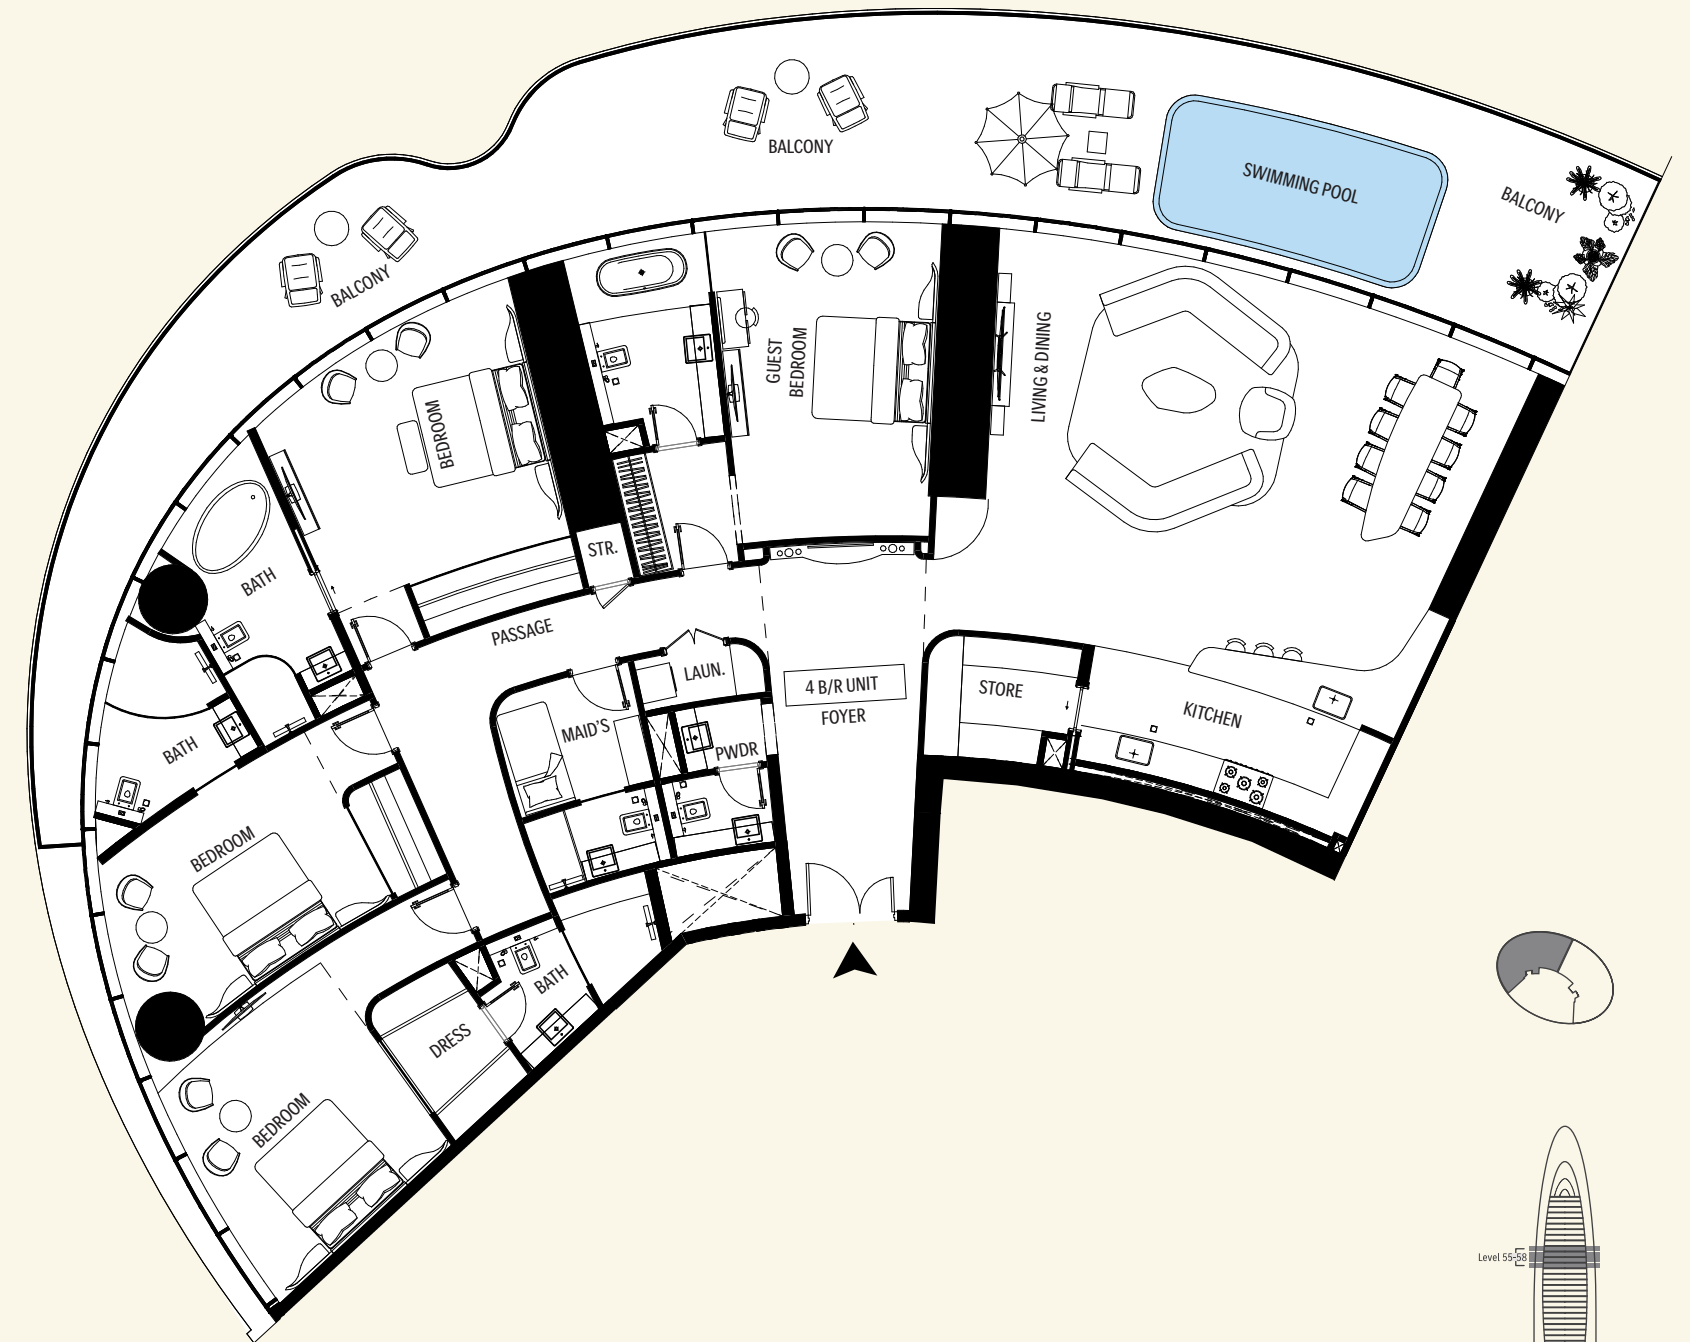 BALCONY
SWIMMING POOL
BALCONY
BALCONY
GUEST
BEDROOM
LIVING & DINING
BEDROOM
STR.
BATH
PASSAGE
LAUN.
4 B/R UNIT
FOYER
STORE
KITCHEN
MAID'S
PWDR
BATH
BEDROOM
BATH
DRESS
BEDROOM
Level 55-58